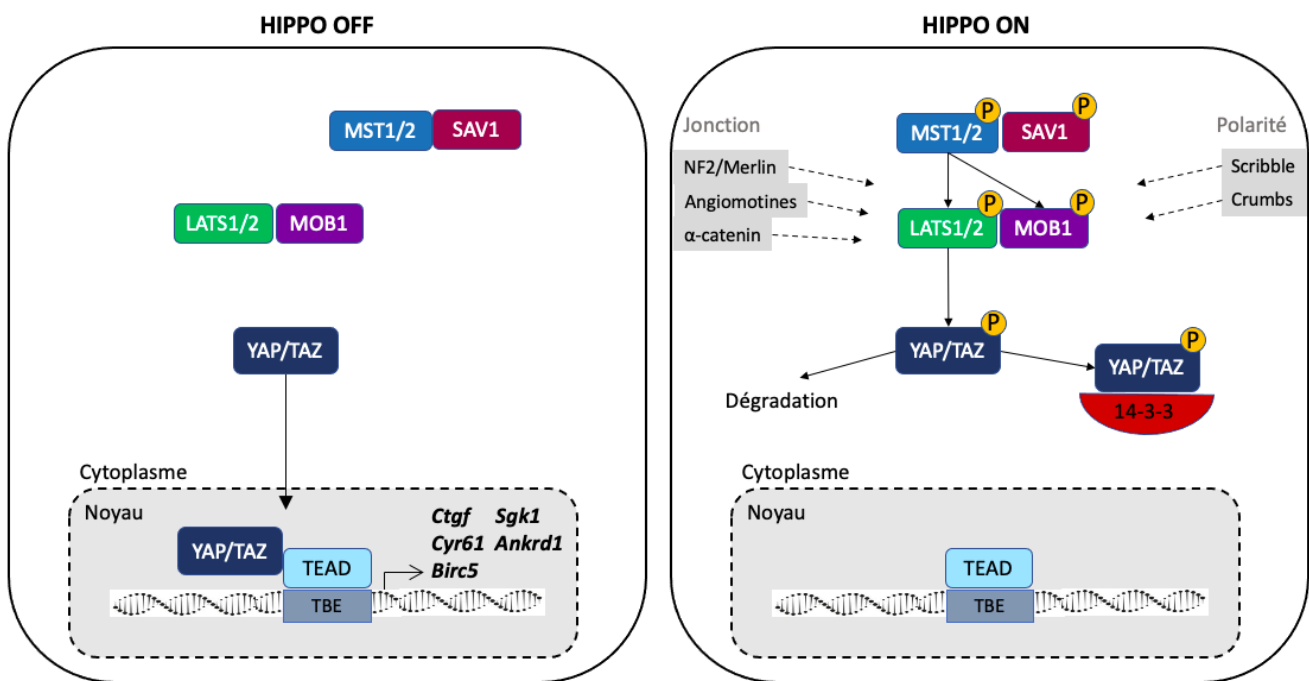 HIPPO OFF
MST1/2 SAV1
LATS1/2 MOB1
YAP/TAZ
Cytoplasme
Noyau
YAP/TAZ
TEAD
TBE
Ctgf Sgk1
Cyr61 Ankrd1
Birc5
HIPPO ON
Jonction
NF2/Merlin
Angiomotines
α-catenin
P P
MST1/2 SAV1
P P
LATS1/2 MOB1
Polarité
Scribble
Crumbs
P
YAP/TAZ
Dégradation
P
YAP/TAZ
14-3-3
Cytoplasme
Noyau
TEAD
TBE